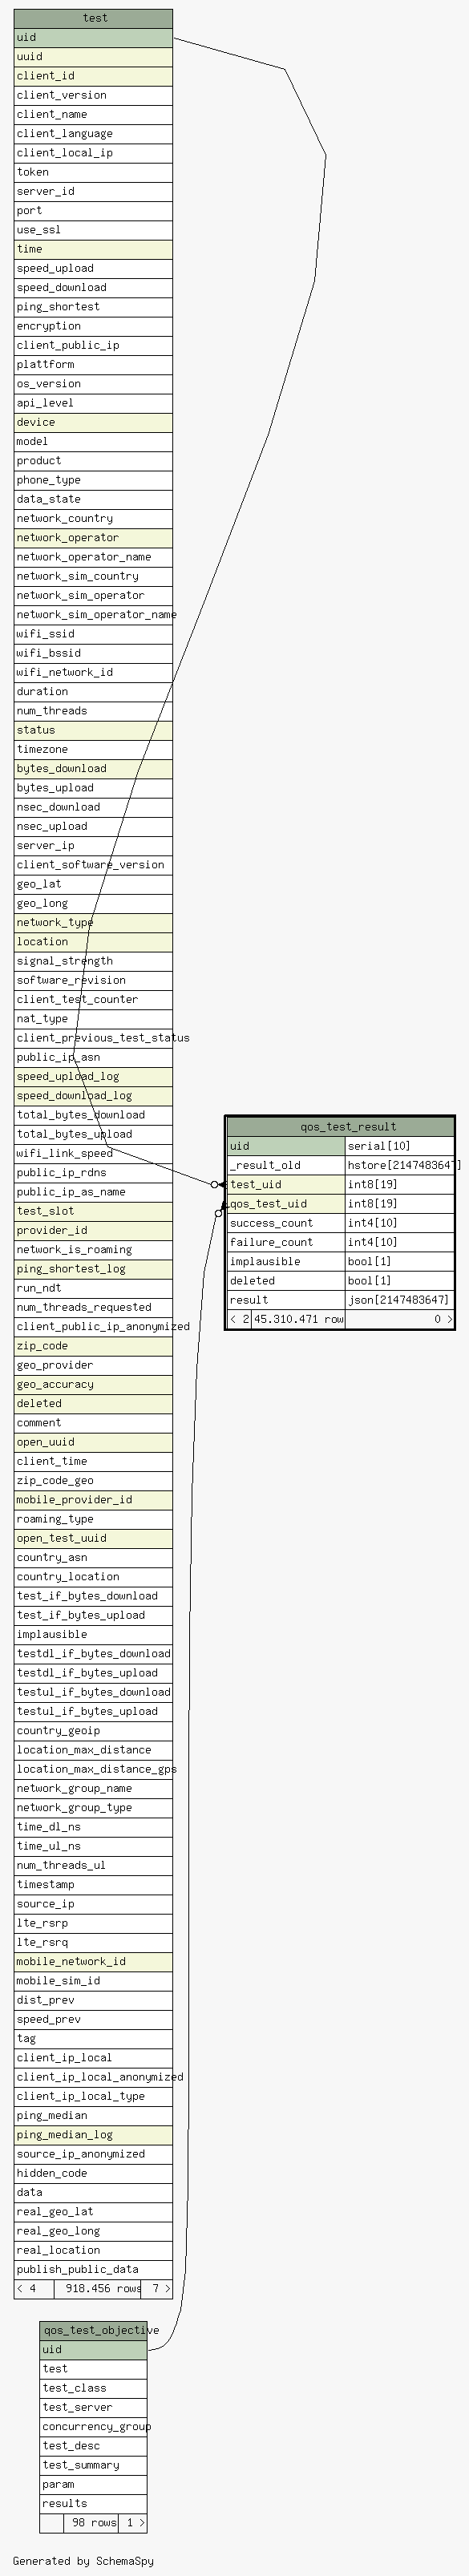 test
uid
uuid
client_id
client_version
client_name
client_language
client_local_ip
token
server_id
port
use_ssl
time
speed_upload
speed_download
ping_shortest
encryption
client_public_ip
plattform
os_version
api_level
device
model
product
phone_type
data_state
network_country
network_operator
network_operator_name
network_sim_country
network_sim_operator
network_sim_operator_name
wifi_ssid
wifi_bssid
wifi_network_id
duration
num_threads
status
timezone
bytes_download
bytes_upload
nsec_download
nsec_upload
server_ip
client_software_version
geo_lat
geo_long
network_type
location
signal_strength
software_revision
client_test_counter
nat_type
client_previous_test_status
public_ip_asn
speed_upload_log
speed_download_log
total_bytes_download
total_bytes_upload
wifi_link_speed
public_ip_rdns
public_ip_as_name
test_slot
provider_id
network_is_roaming
ping_shortest_log
run_ndt
num_threads_requested
client_public_ip_anonymized
zip_code
geo_provider
geo_accuracy
deleted
comment
open_uuid
client_time
zip_code_geo
mobile_provider_id
roaming_type
open_test_uuid
country_asn
country_location
test_if_bytes_download
test_if_bytes_upload
implausible
testdl_if_bytes_download
testdl_if_bytes_upload
testul_if_bytes_download
testul_if_bytes_upload
country_geoip
location_max_distance
location_max_distance_gps
network_group_name
network_group_type
time_dl_ns
time_ul_ns
num_threads_ul
timestamp
source_ip
lte_rsrp
lte_rsrq
mobile_network_id
mobile_sim_id
dist_prev
speed_prev
tag
client_ip_local
client_ip_local_anonymized
client_ip_local_type
ping_median
ping_median_log
source_ip_anonymized
hidden_code
data
real_geo_lat
real_geo_long
real_location
publish_public_data
< 4 918.456 rows 7 >
qos_test_result
uid serial[10]
_result_old hstore[2147483647]
test_uid int8[19]
qos_test_uid int8[19]
success_count int4[10]
failure_count int4[10]
implausible bool[1]
deleted bool[1]
result json[2147483647]
< 2 45.310.471 row 0 >
qos_test_objective
uid
test
test_class
test_server
concurrency_group
test_desc
test_summary
param
results
98 rows 1 >
Generated by SchemaSpy